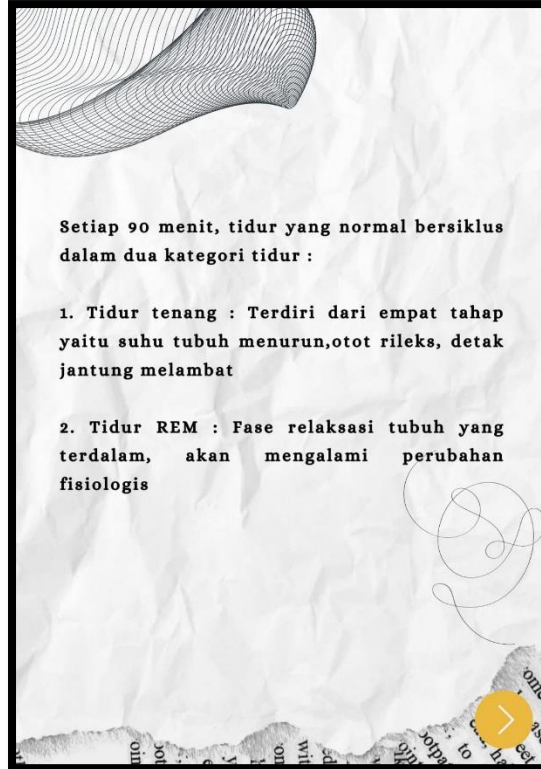 Setiap 90 menit, tidur yang normal bersiklus
dalam dua kategori tidur :
1. Tidur tenang : Terdiri dari empat tahap
yaitu suhu tubuh menurun,otot rileks, detak
jantung melambat
2. Tidur REM : Fase relaksasi tubuh yang
terdalam, akan mengalami perubahan
fisiologis